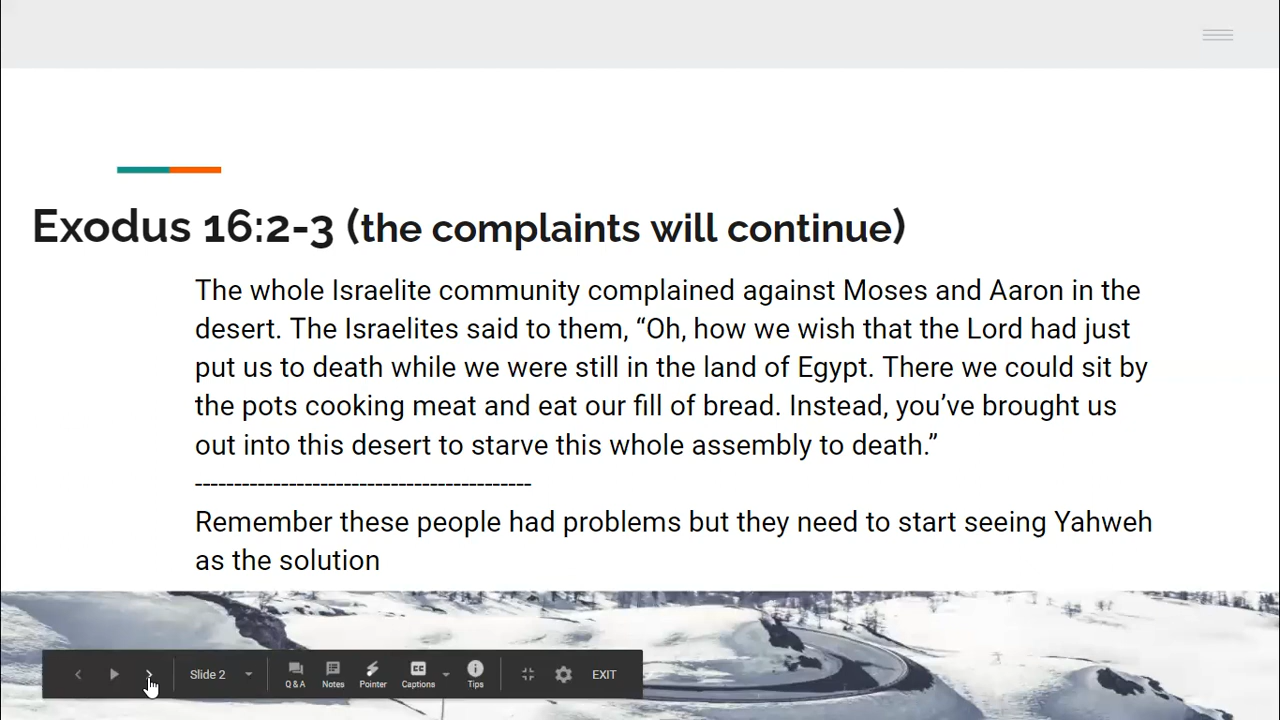 Exodus 16:2-3 (the complaints will continue)
The whole Israelite community complained against Moses and Aaron in the
desert. The Israelites said to them, “Oh, how we wish that the Lord had just
put us to death while we were still in the land of Egypt. There we could sit by
the pots cooking meat and eat our fill of bread. Instead, you’ve brought us
out into this desert to starve this whole assembly to death.”
-------------------------------------------
Remember these people had problems but they need to start seeing Yahweh
as the solution
Slide 2
Q & A
Notes
Pointer
CC
Captions
Tips
EXIT